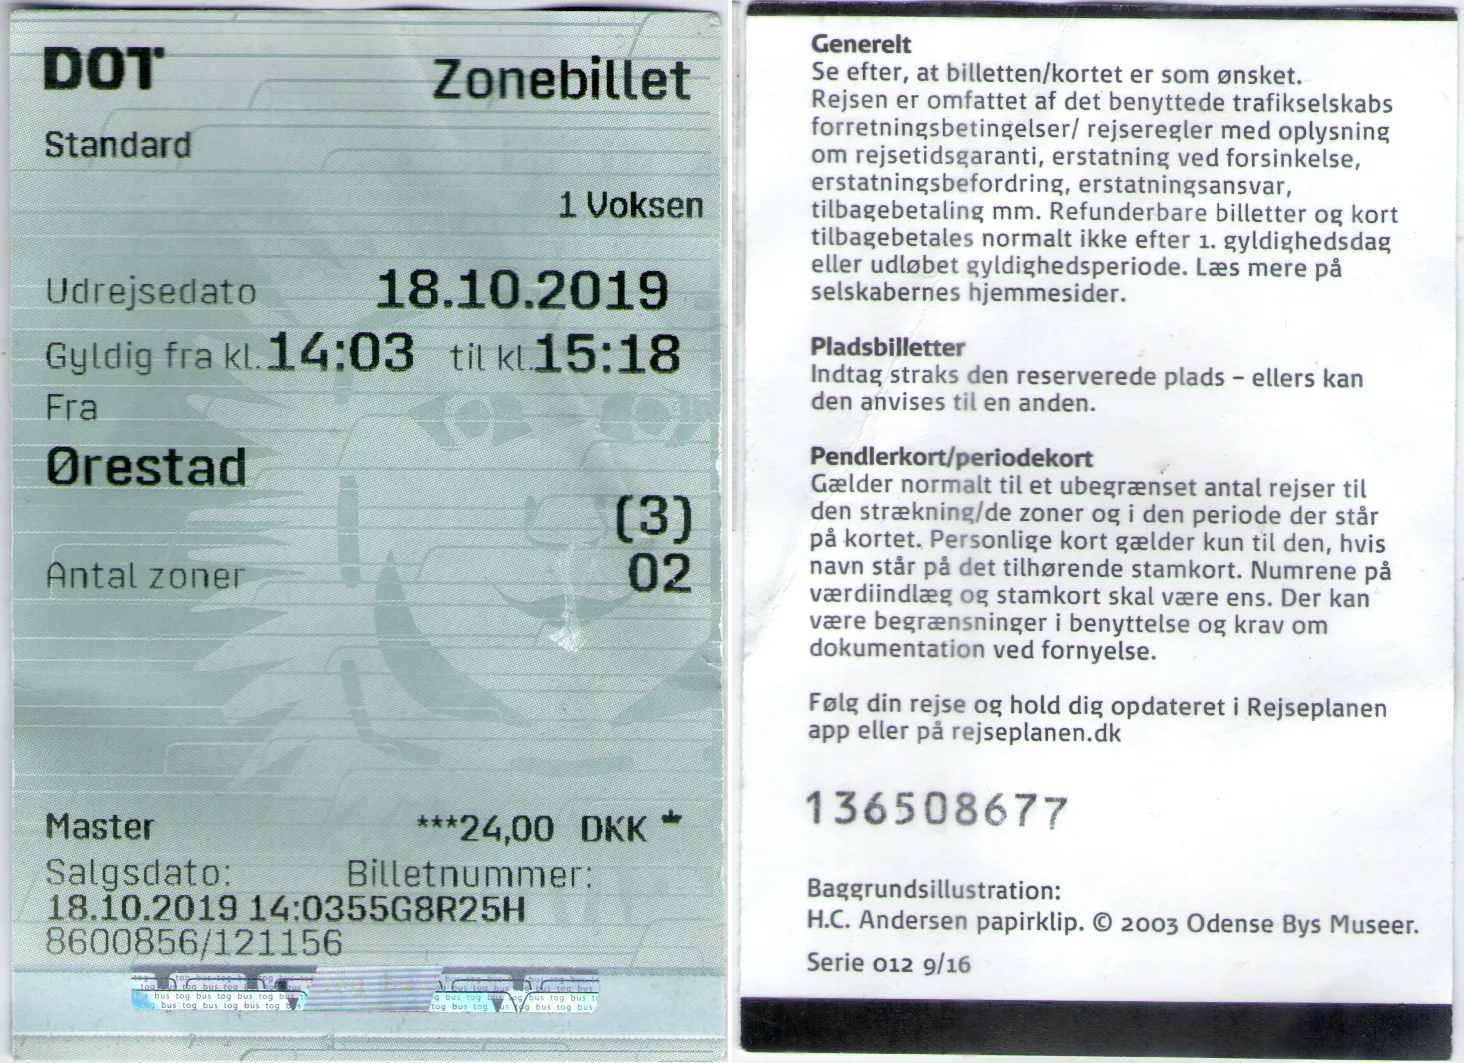 DOT
Zonebillet
Standard
1 Voksen
Udrejsedato 18.10.2019
Gyldig fra kl. 14:03 til kl. 15:18
Fra
Ørestad
(3)
Antal zoner 02
Master ***24,00 DKK *
Salgsdato: Billetnummer:
18.10.2019 14:0355G8R25H
8600856/121156
bus tog bus tog bus tog
Generelt
Se efter, at billetten/kortet er som ønsket.
Rejsen er omfattet af det benyttede trafikselskabs
forretningsbetingelser/ rejseregler med oplysning
om rejsetidsgaranti, erstatning ved forsinkelse,
erstatningsbefordring, erstatningsansvar,
tilbagebetaling mm. Refunderbare billetter og kort
tilbagebetales normalt ikke efter 1. gyldighedsdag
eller udløbet gyldighedsperiode. Læs mere på
selskabernes hjemmesider.
Pladsbilletter
Indtag straks den reserverede plads – ellers kan
den anvises til en anden.
Pendlerkort/periodekort
Gælder normalt til et ubegrænset antal rejser til
den strækning/de zoner og i den periode der står
på kortet. Personlige kort gælder kun til den, hvis
navn står på det tilhørende stamkort. Numrene på
værdiindlæg og stamkort skal være ens. Der kan
være begrænsninger i benyttelse og krav om
dokumentation ved fornyelse.
Følg din rejse og hold dig opdateret i Rejseplanen
app eller på rejseplanen.dk
136508677
Baggrundsillustration:
H.C. Andersen papirklip. © 2003 Odense Bys Museer.
Serie 012 9/16